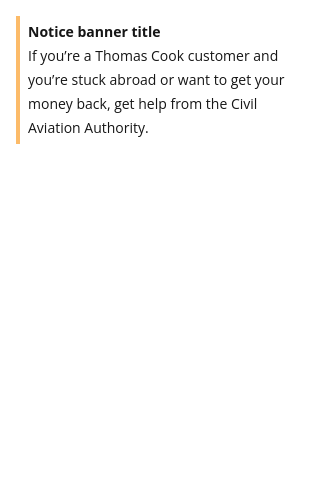 Notice banner title
If you’re a Thomas Cook customer and
you’re stuck abroad or want to get your
money back, get help from the Civil
Aviation Authority.